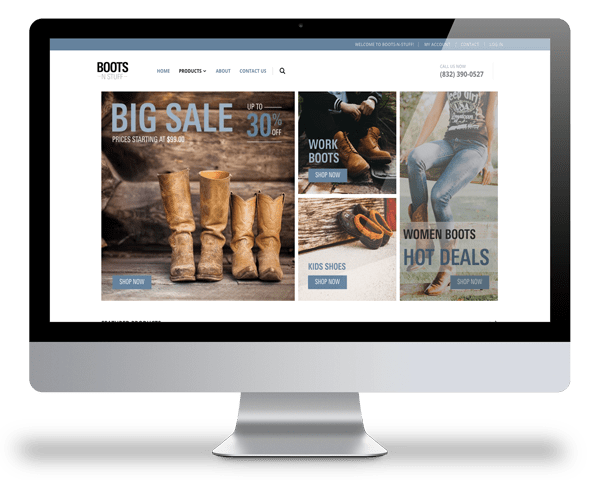 WELCOME TO BOOTS-N-STUFF! | MY ACCOUNT | CONTACT | LOG IN
BOOTS
N STUFF
HOME PRODUCTS ABOUT CONTACT US
CALL US NOW
(832) 390-0527
BIG SALE
UP TO
30%
OFF
PRICES STARTING AT $99.00
SHOP NOW
WORK
BOOTS
SHOP NOW
KIDS SHOES
SHOP NOW
WOMEN BOOTS
HOT DEALS
SHOP NOW